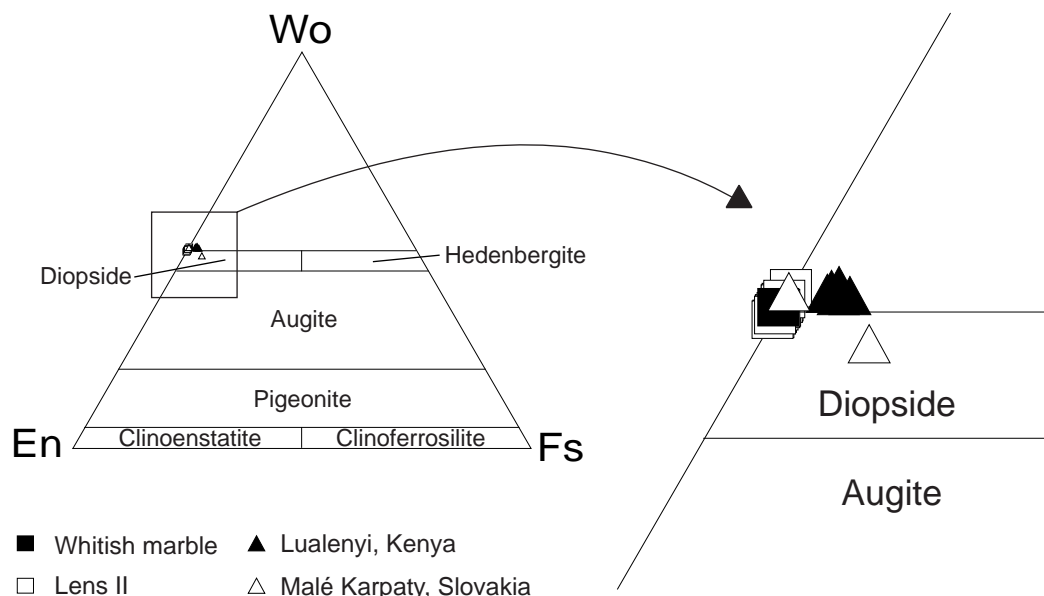 Wo
Diopside
Hedenbergite
Augite
Pigeonite
En
Clinoenstatite
Clinoferrosilite
Fs
Diopside
Augite
Whitish marble
Lualenyi, Kenya
Lens II
Malé Karpaty, Slovakia